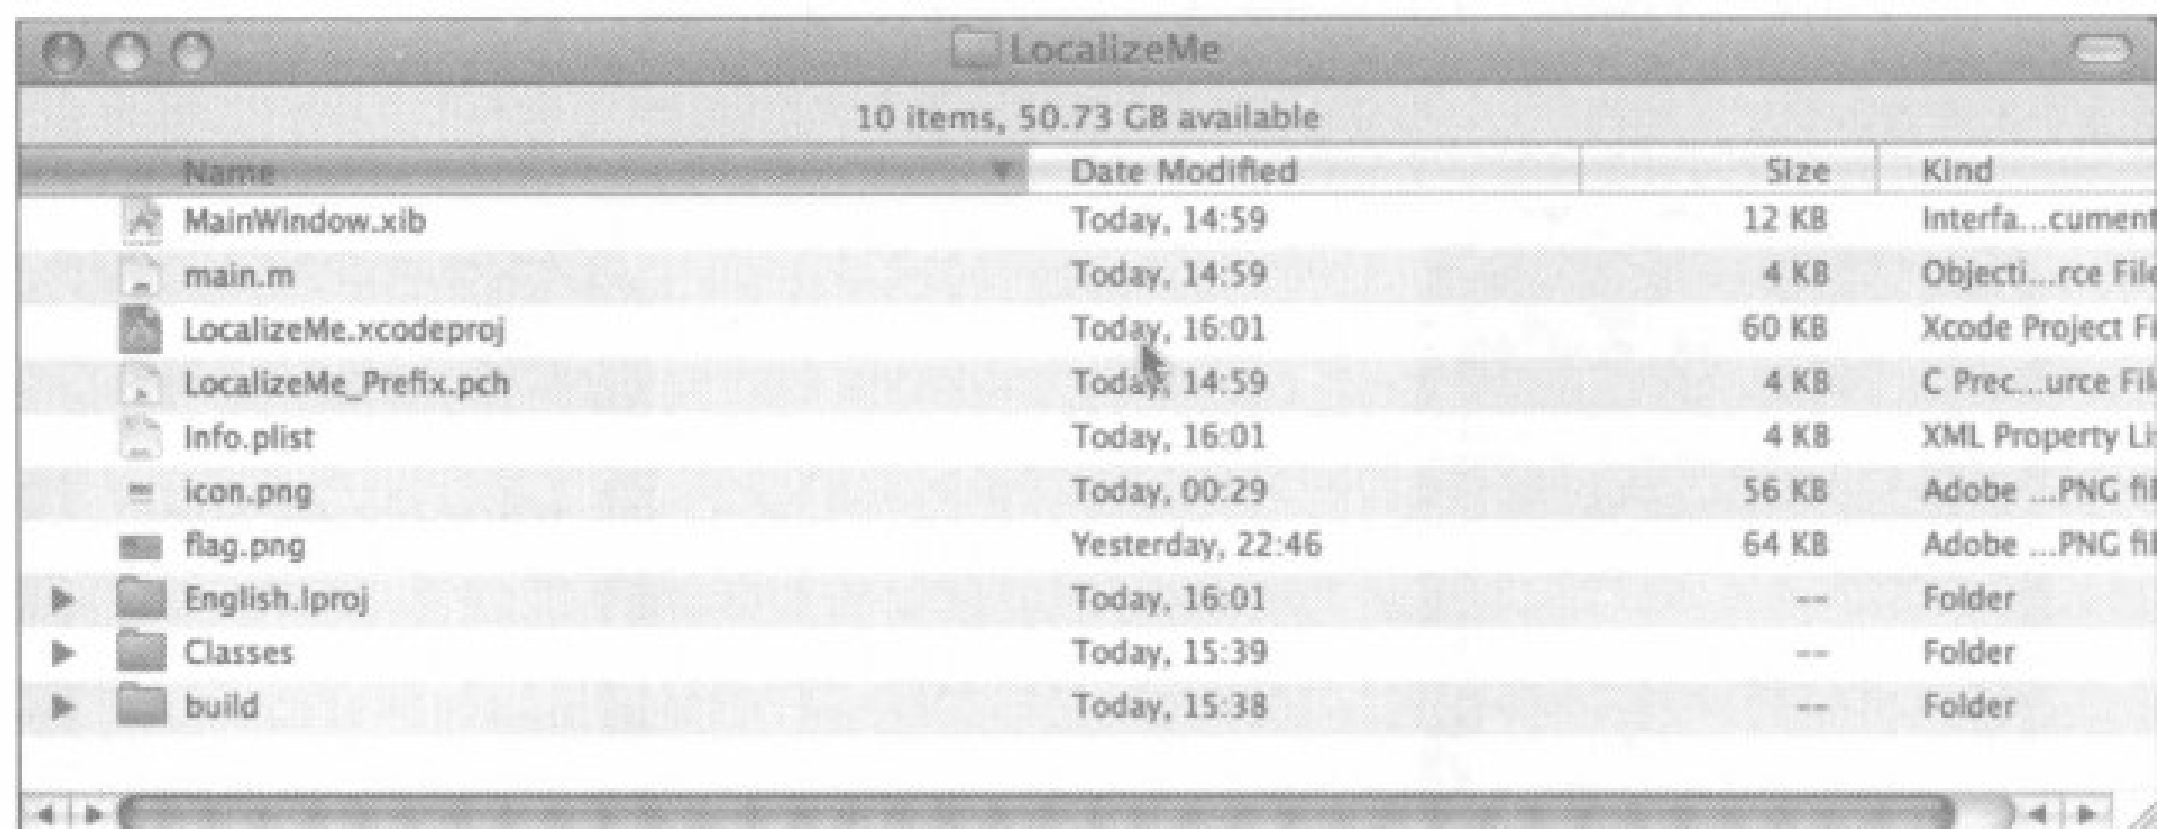 LocalizeMe
10 items, 50.73 GB available
Name Date Modified Size Kind
MainWindow.xib Today, 14:59 12 KB Interfa...cument
main.m Today, 14:59 4 KB Objecti...rce File
LocalizeMe.xcodeproj Today, 16:01 60 KB Xcode Project Fi
LocalizeMe_Prefix.pch Today, 14:59 4 KB C Prec...urce File
Info.plist Today, 16:01 4 KB XML Property Lis
icon.png Today, 00:29 56 KB Adobe ...PNG fil
flag.png Yesterday, 22:46 64 KB Adobe ...PNG fil
English.lproj Today, 16:01 -- Folder
Classes Today, 15:39 -- Folder
build Today, 15:38 -- Folder